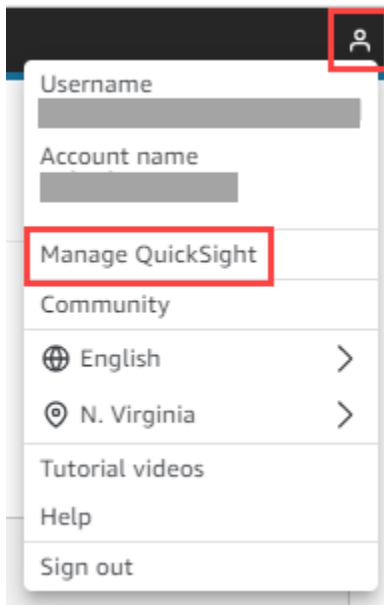 Username
Account name
Manage QuickSight
Community
English
N. Virginia
Tutorial videos
Help
Sign out